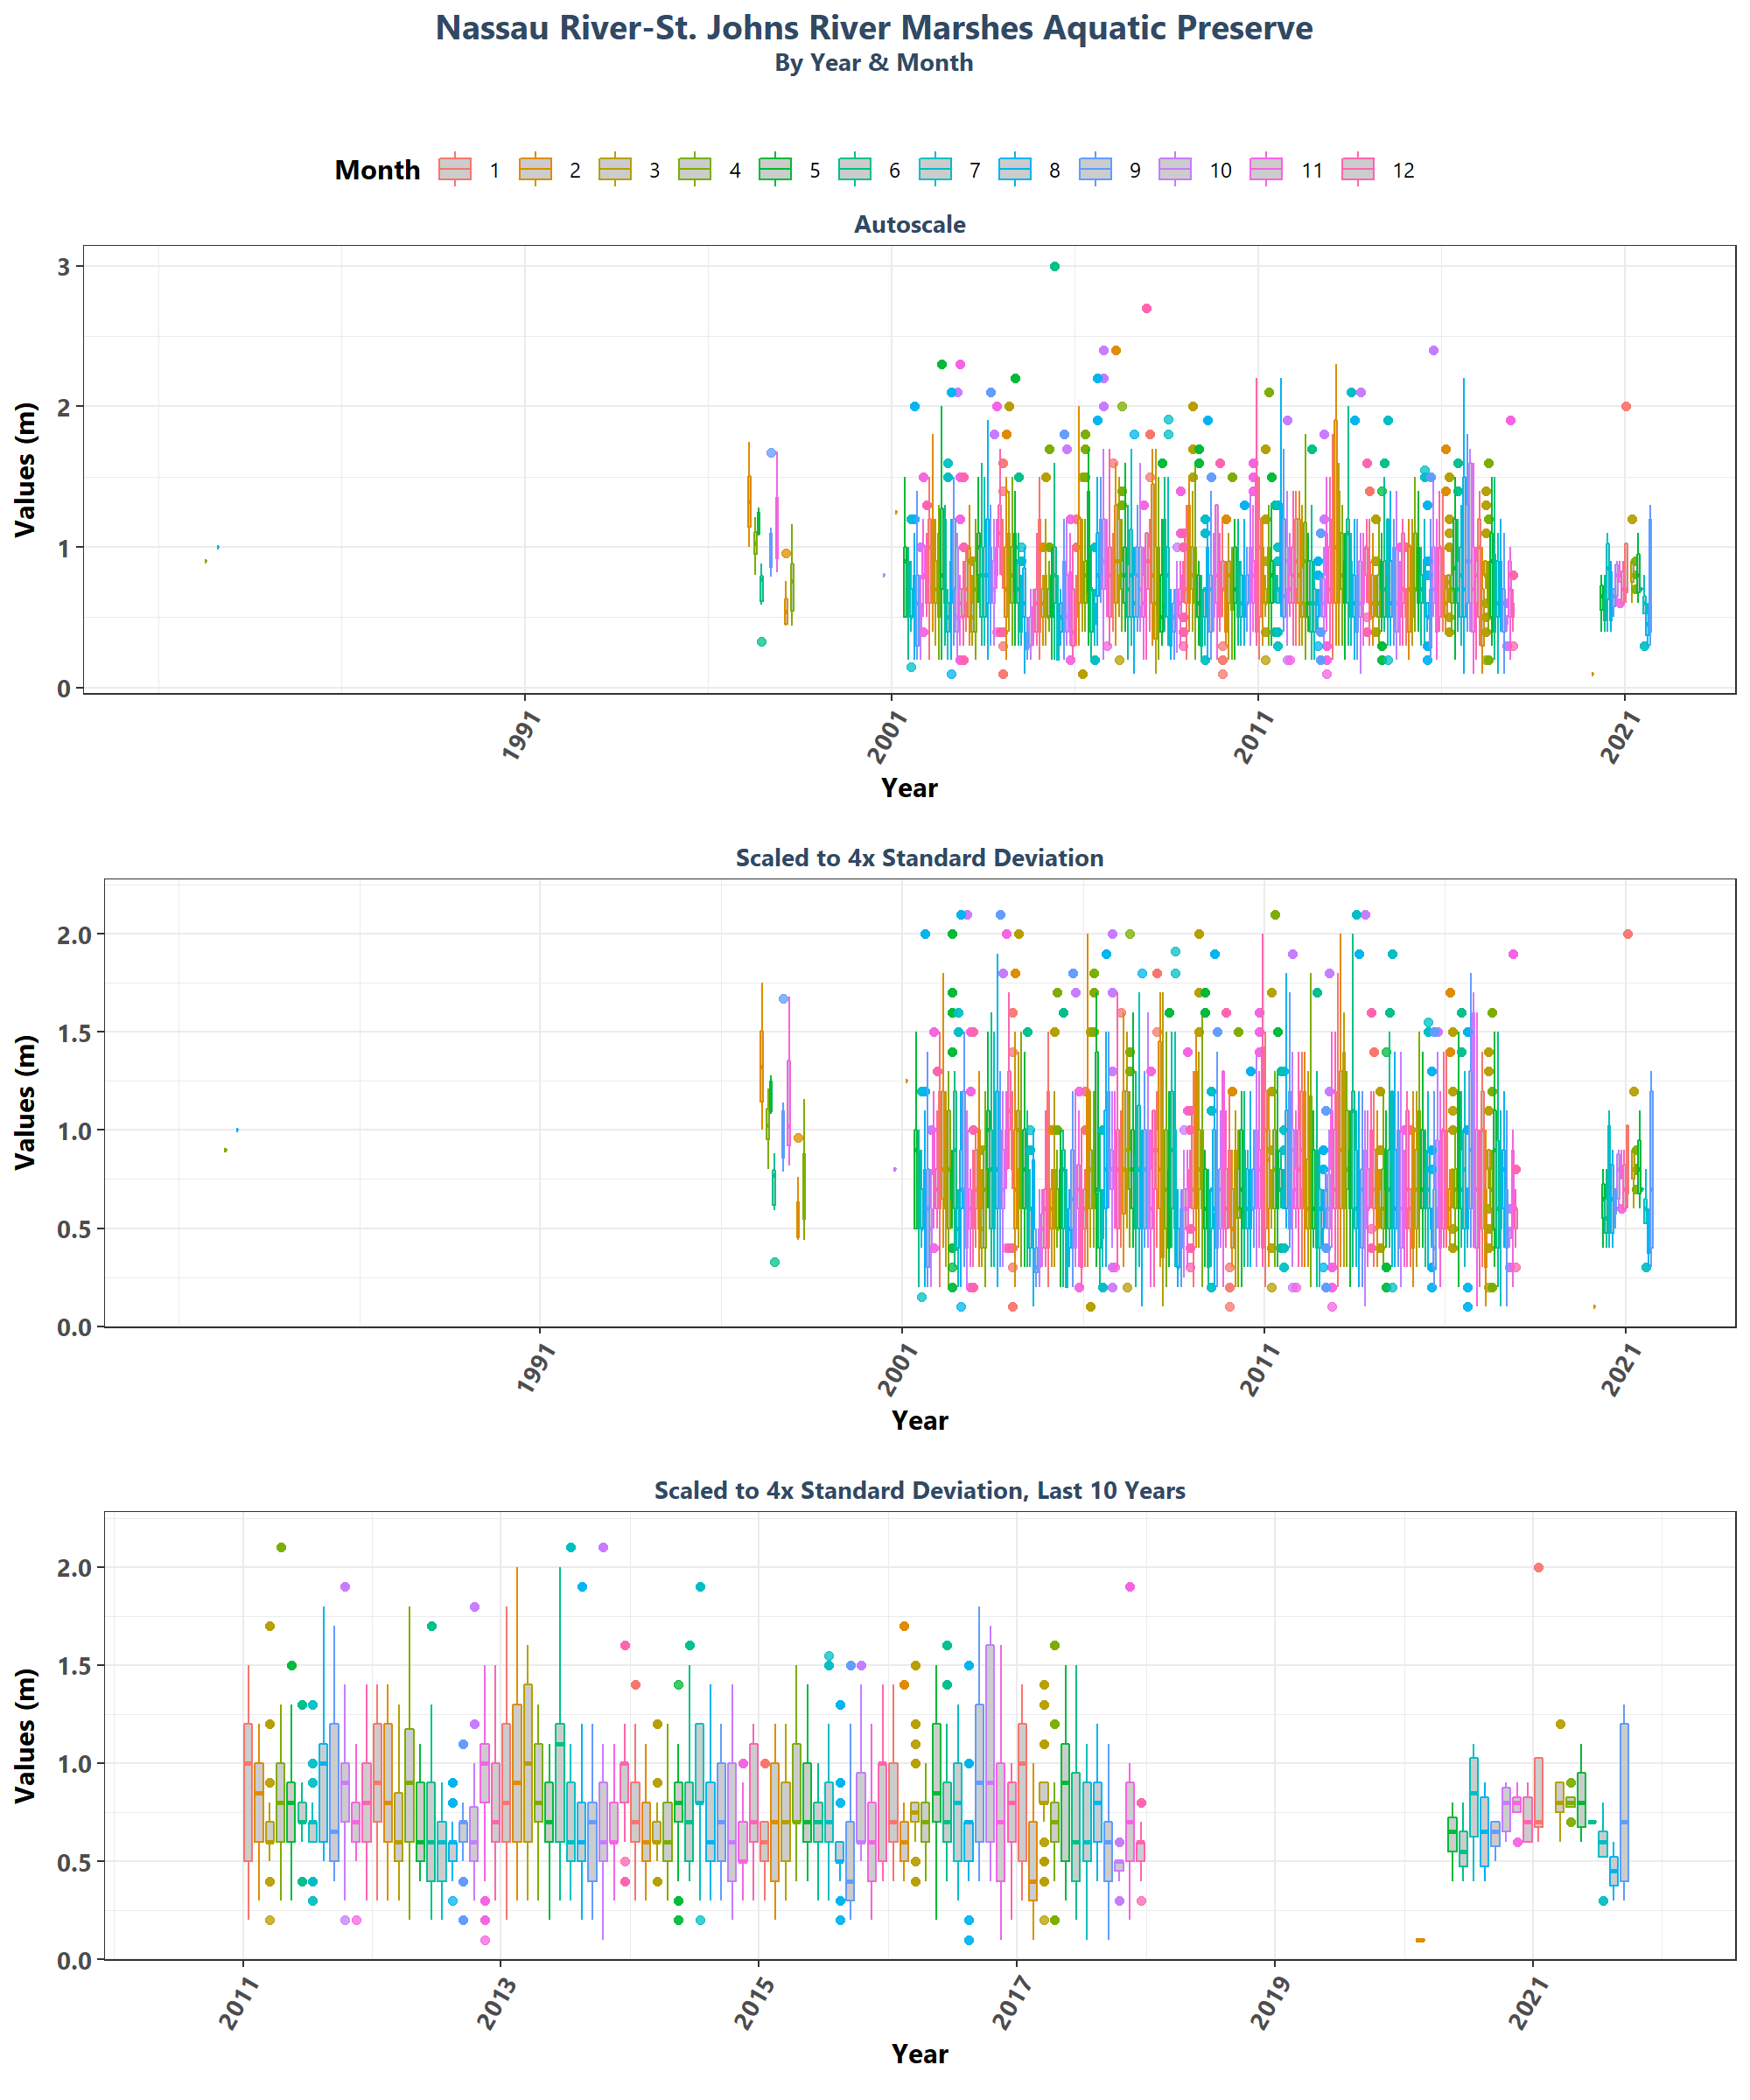 Nassau River-St. Johns River Marshes Aquatic Preserve
By Year & Month
Month 1 2 3 4 5 6 7 8 9 10 11 12
Autoscale
Values (m)
3
2
1
0
1991 2001 2011 2021
Year
Scaled to 4x Standard Deviation
Values (m)
2.0
1.5
1.0
0.5
0.0
1991 2001 2011 2021
Year
Scaled to 4x Standard Deviation, Last 10 Years
Values (m)
2.0
1.5
1.0
0.5
0.0
2011 2013 2015 2017 2019 2021
Year